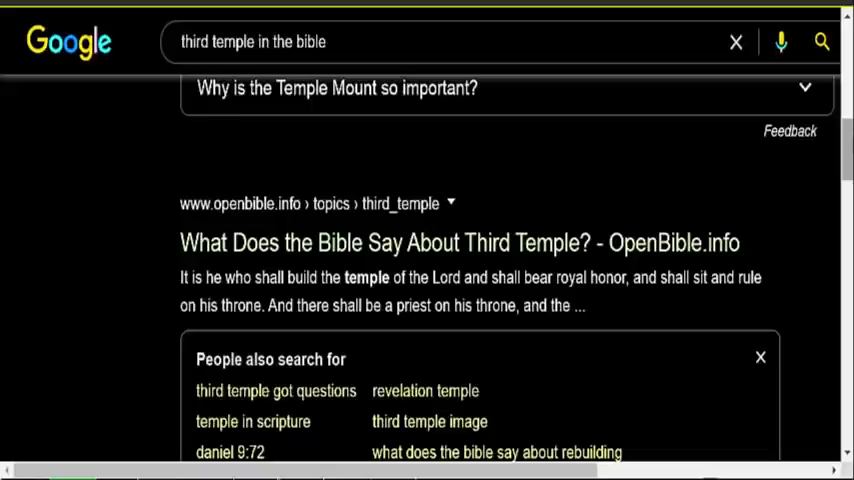 Google
third temple in the bible
Why is the Temple Mount so important?
Feedback
www.openbible.info › topics › third_temple
What Does the Bible Say About Third Temple? - OpenBible.info
It is he who shall build the temple of the Lord and shall bear royal honor, and shall sit and rule
on his throne. And there shall be a priest on his throne, and the ...
People also search for
third temple got questions revelation temple
temple in scripture third temple image
daniel 9:72 what does the bible say about rebuilding